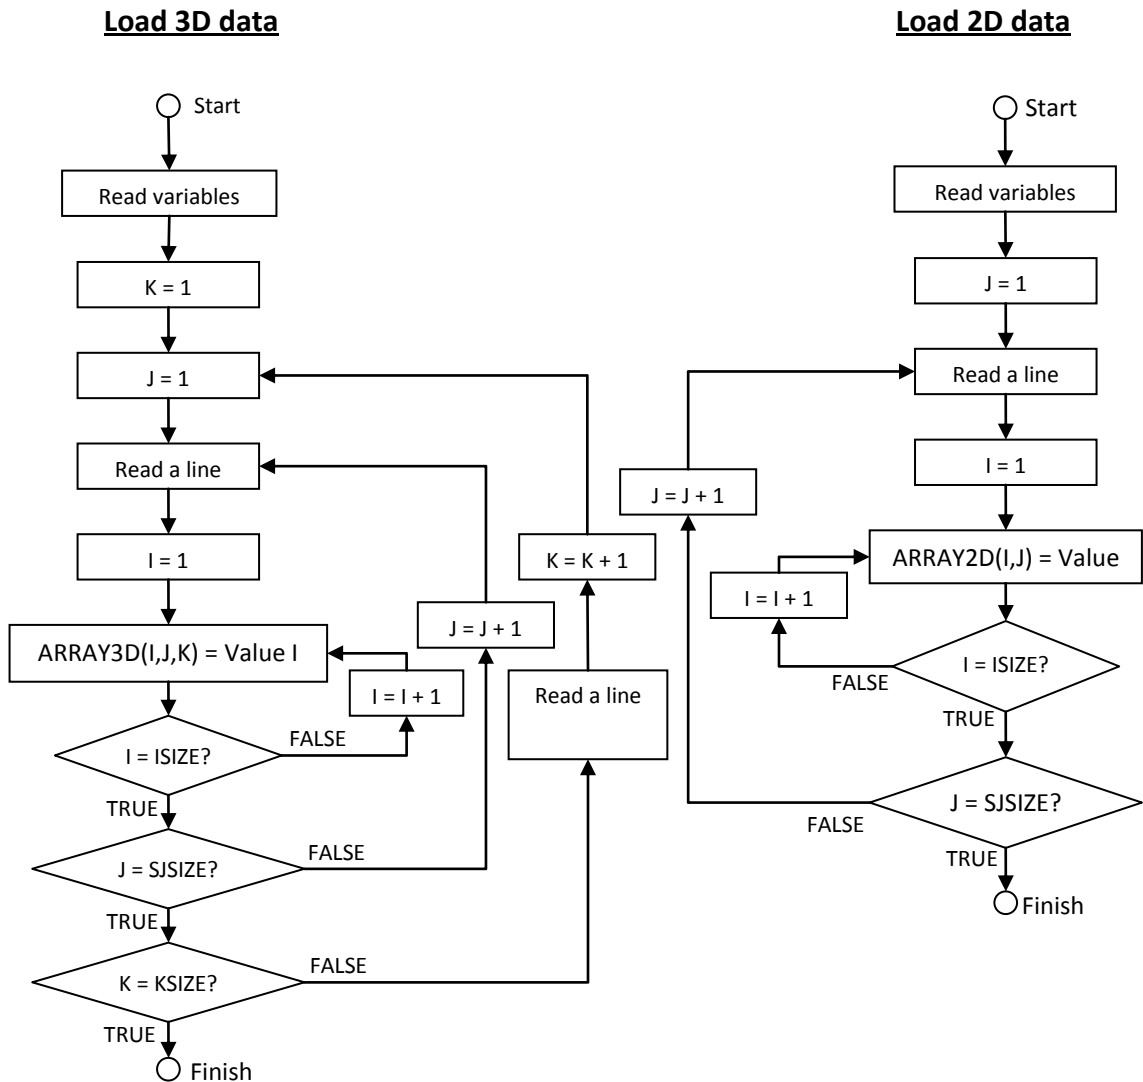 Load 3D data
Start
Read variables
K = 1
J = 1
Read a line
I = 1
ARRAY3D(I,J,K) = Value I
I = I + 1
J = J + 1
K = K + 1
Read a line
I = ISIZE?
FALSE
TRUE
J = SJSIZE?
FALSE
TRUE
K = KSIZE?
FALSE
TRUE
Finish
Load 2D data
Start
Read variables
J = 1
Read a line
I = 1
J = J + 1
ARRAY2D(I,J) = Value
I = I + 1
I = ISIZE?
FALSE
TRUE
J = SJSIZE?
FALSE
TRUE
Finish